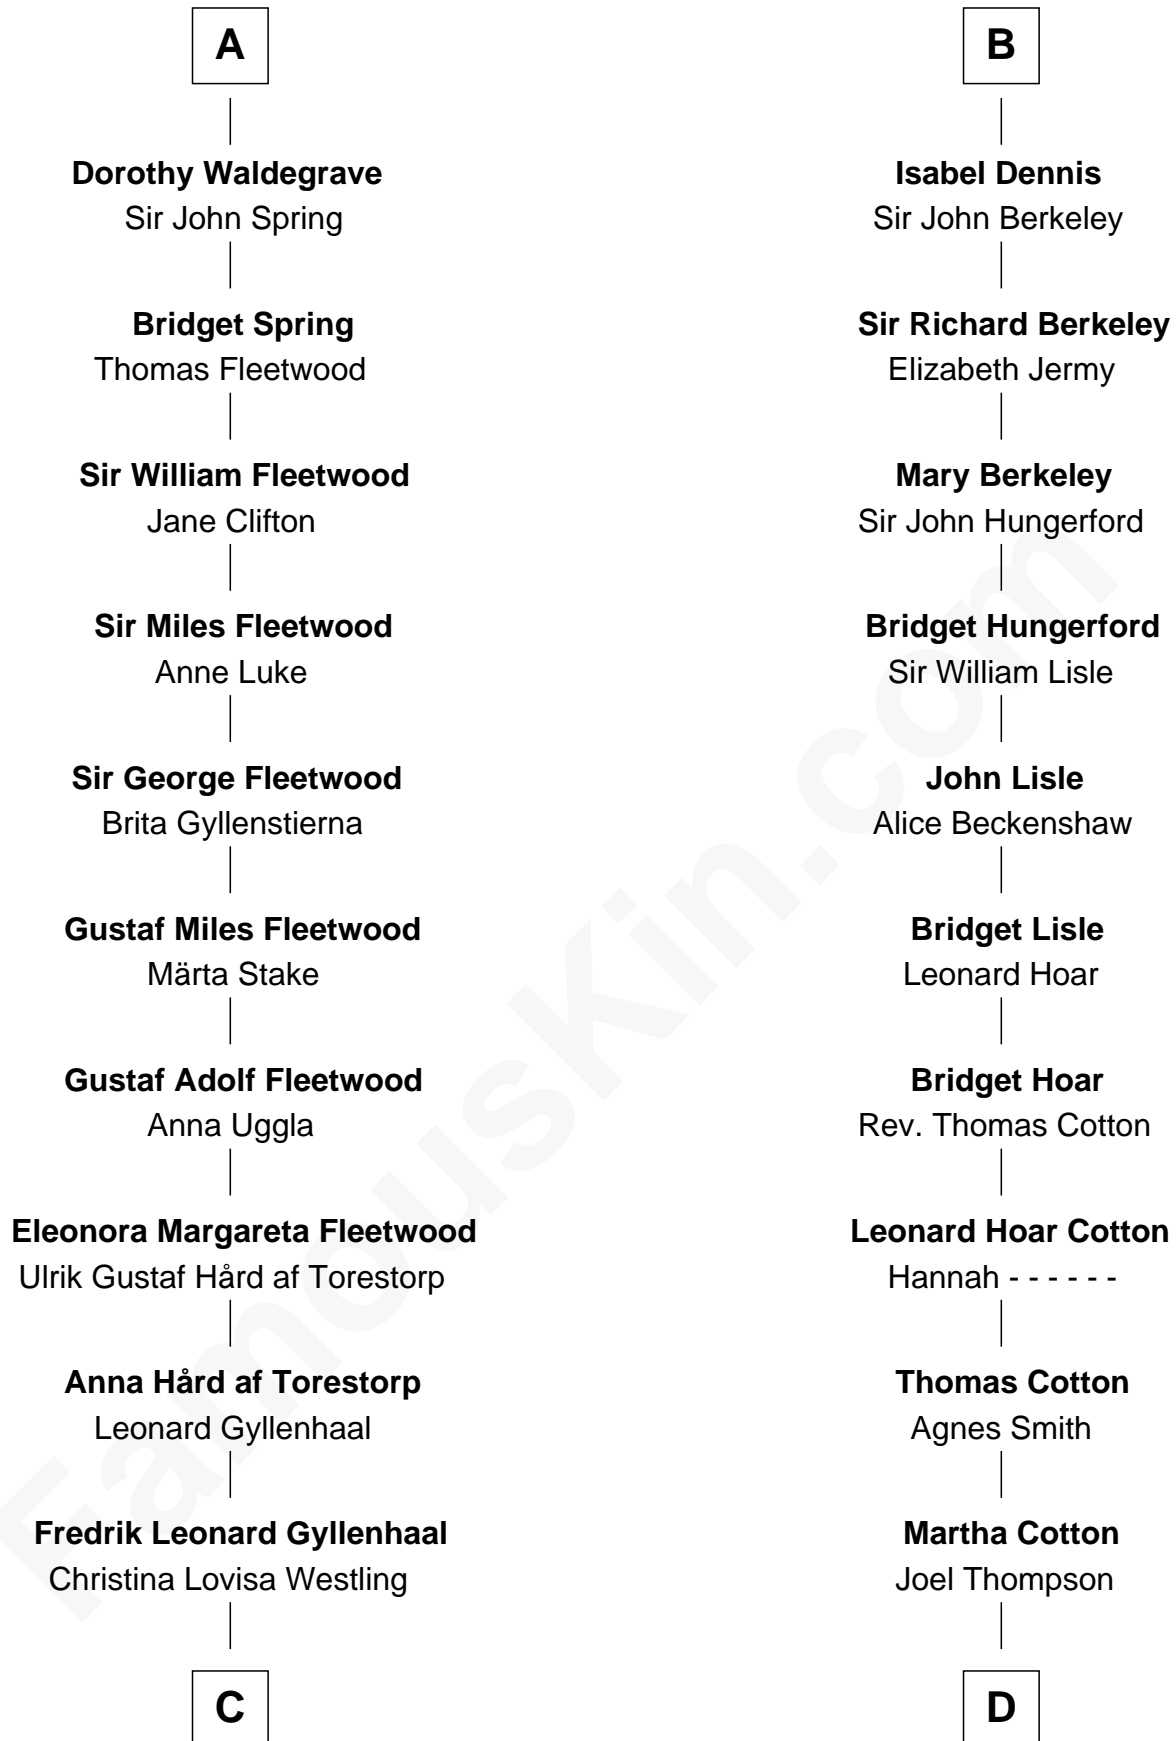 A
Dorothy Waldegrave
Sir John Spring
Bridget Spring
Thomas Fleetwood
Sir William Fleetwood
Jane Clifton
Sir Miles Fleetwood
Anne Luke
Sir George Fleetwood
Brita Gyllenstierna
Gustaf Miles Fleetwood
Märta Stake
Gustaf Adolf Fleetwood
Anna Uggla
Eleonora Margareta Fleetwood
Ulrik Gustaf Hård af Torestorp
Anna Hård af Torestorp
Leonard Gyllenhaal
Fredrik Leonard Gyllenhaal
Christina Lovisa Westling
C
B
Isabel Dennis
Sir John Berkeley
Sir Richard Berkeley
Elizabeth Jermy
Mary Berkeley
Sir John Hungerford
Bridget Hungerford
Sir William Lisle
John Lisle
Alice Beckenshaw
Bridget Lisle
Leonard Hoar
Bridget Hoar
Rev. Thomas Cotton
Leonard Hoar Cotton
Hannah - - - - - -
Thomas Cotton
Agnes Smith
Martha Cotton
Joel Thompson
D
FamousKin.com